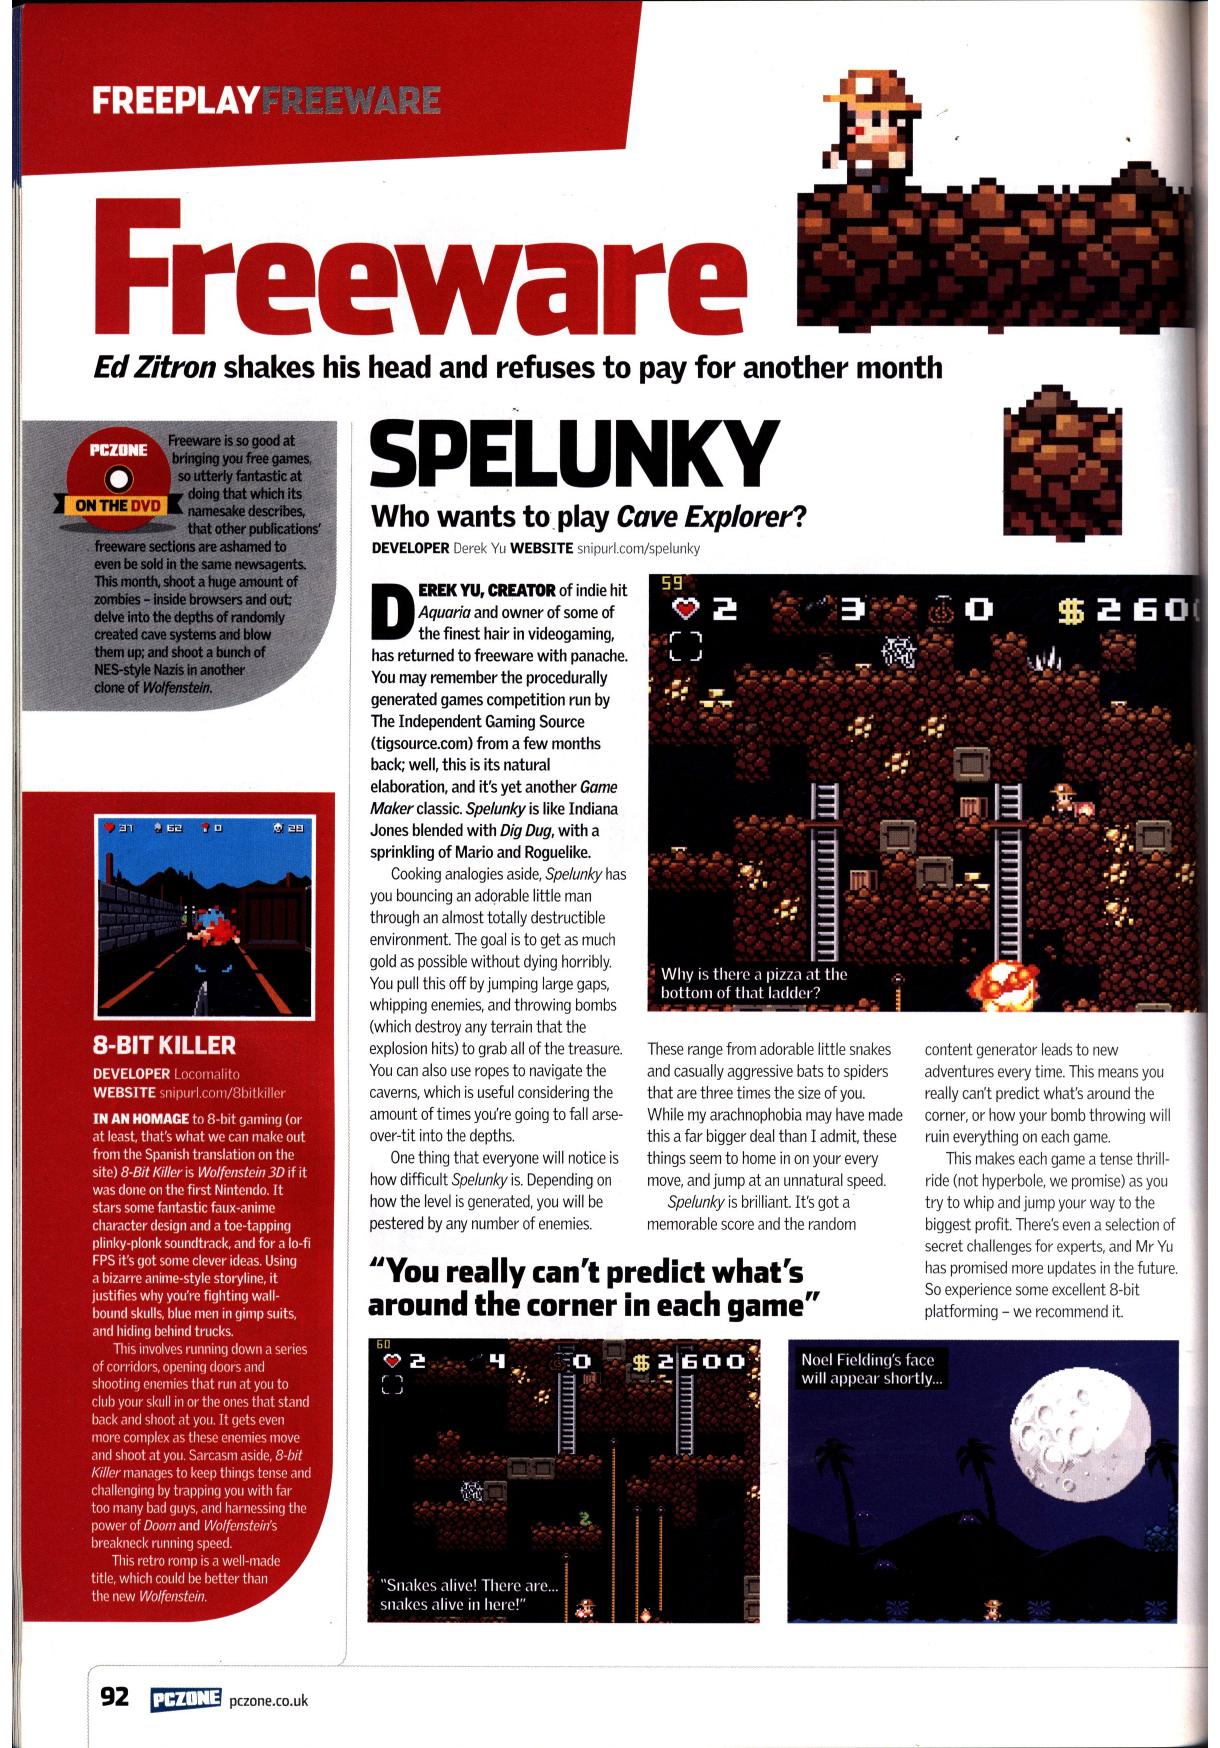 FREEPLAYFREEWARE
Freeware
Ed Zitron shakes his head and refuses to pay for another month
PCZONE
ON THE DVD
Freeware is so good at
bringing you free games,
so utterly fantastic at
doing that which its
namesake describes,
that other publications'
freeware sections are ashamed to
even be sold in the same newsagents.
This month, shoot a huge amount of
zombies – inside browsers and out;
delve into the depths of randomly
created cave systems and blow
them up; and shoot a bunch of
NES-style Nazis in another
clone of Wolfenstein.
31 62 0 28
8-BIT KILLER
DEVELOPER Locomalito
WEBSITE snipurl.com/8bitkiller
IN AN HOMAGE to 8-bit gaming (or
at least, that's what we can make out
from the Spanish translation on the
site) 8-Bit Killer is Wolfenstein 3D if it
was done on the first Nintendo. It
stars some fantastic faux-anime
character design and a toe-tapping
plinky-plonk soundtrack, and for a lo-fi
FPS it's got some clever ideas. Using
a bizarre anime-style storyline, it
justifies why you're fighting wall-
bound skulls, blue men in gimp suits,
and hiding behind trucks.
This involves running down a series
of corridors, opening doors and
shooting enemies that run at you to
club your skull in or the ones that stand
back and shoot at you. It gets even
more complex as these enemies move
and shoot at you. Sarcasm aside, 8-bit
Killer manages to keep things tense and
challenging by trapping you with far
too many bad guys, and harnessing the
power of Doom and Wolfenstein's
breakneck running speed.
This retro romp is a well-made
title, which could be better than
the new Wolfenstein.
SPELUNKY
Who wants to play Cave Explorer?
DEVELOPER Derek Yu WEBSITE snipurl.com/spelunky
DEREK YU, CREATOR of indie hit
Aquaria and owner of some of
the finest hair in videogaming,
has returned to freeware with panache.
You may remember the procedurally
generated games competition run by
The Independent Gaming Source
(tigsource.com) from a few months
back; well, this is its natural
elaboration, and it's yet another Game
Maker classic. Spelunky is like Indiana
Jones blended with Dig Dug, with a
sprinkling of Mario and Roguelike.
Cooking analogies aside, Spelunky has
you bouncing an adorable little man
through an almost totally destructible
environment. The goal is to get as much
gold as possible without dying horribly.
You pull this off by jumping large gaps,
whipping enemies, and throwing bombs
(which destroy any terrain that the
explosion hits) to grab all of the treasure.
You can also use ropes to navigate the
caverns, which is useful considering the
amount of times you're going to fall arse-
over-tit into the depths.
One thing that everyone will notice is
how difficult Spelunky is. Depending on
how the level is generated, you will be
pestered by any number of enemies.
59
2 3 0 $2600
Why is there a pizza at the
bottom of that ladder?
These range from adorable little snakes
and casually aggressive bats to spiders
that are three times the size of you.
While my arachnophobia may have made
this a far bigger deal than I admit, these
things seem to home in on your every
move, and jump at an unnatural speed.
Spelunky is brilliant. It's got a
memorable score and the random
content generator leads to new
adventures every time. This means you
really can't predict what's around the
corner, or how your bomb throwing will
ruin everything on each game.
This makes each game a tense thrill-
ride (not hyperbole, we promise) as you
try to whip and jump your way to the
biggest profit. There's even a selection of
secret challenges for experts, and Mr Yu
has promised more updates in the future.
So experience some excellent 8-bit
platforming – we recommend it.
"You really can't predict what's
around the corner in each game"
60
2 4 0 $2600
"Snakes alive! There are...
snakes alive in here!"
Noel Fielding's face
will appear shortly...
92 PCZONE pczone.co.uk